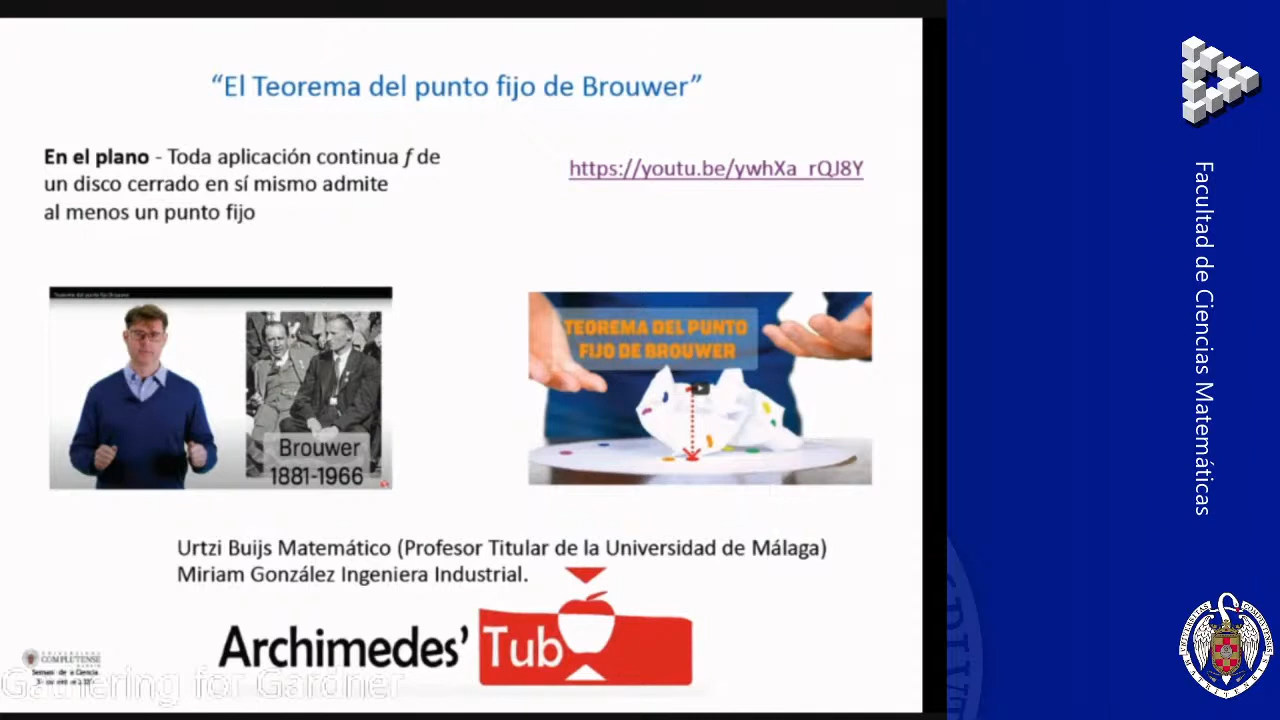 “El Teorema del punto fijo de Brouwer”
En el plano - Toda aplicación continua f de
un disco cerrado en sí mismo admite
al menos un punto fijo
https://youtu.be/ywhXa_rQJ8Y
Teorema del punto fijo Brouwer
Brouwer
1881-1966
TEOREMA DEL PUNTO
FIJO DE BROUWER
Urtzi Buijs Matemático (Profesor Titular de la Universidad de Málaga)
Miriam González Ingeniera Industrial.
Archimedes’ Tub
UNIVERSIDAD
COMPLUTENSE
MADRID
Gathering for Gardner
Facultad de Ciencias Matemáticas